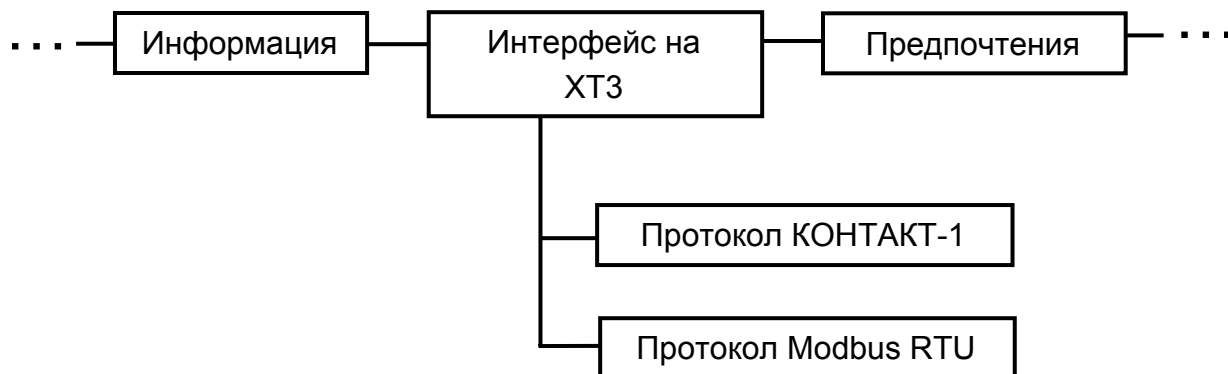 ... Информация Интерфейс на Предпочтения ...
ХТ3
Протокол КОНТАКТ-1
Протокол Modbus RTU